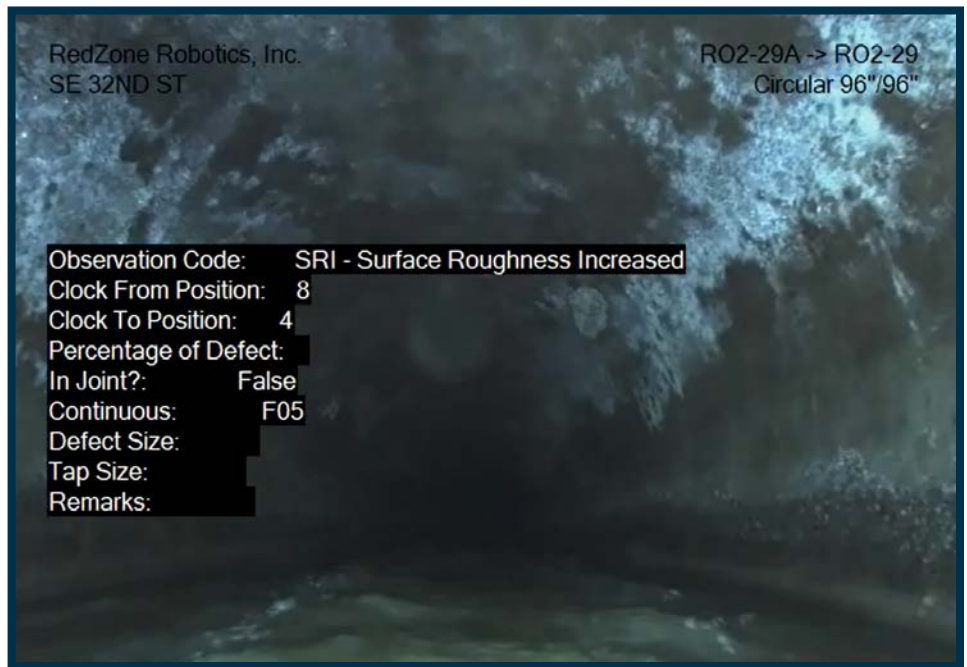 RedZone Robotics, Inc.
SE 32ND ST
RO2-29A -> RO2-29
Circular 96"/96"
Observation Code: SRI - Surface Roughness Increased
Clock From Position: 8
Clock To Position: 4
Percentage of Defect:
In Joint?: False
Continuous: F05
Defect Size:
Tap Size:
Remarks: